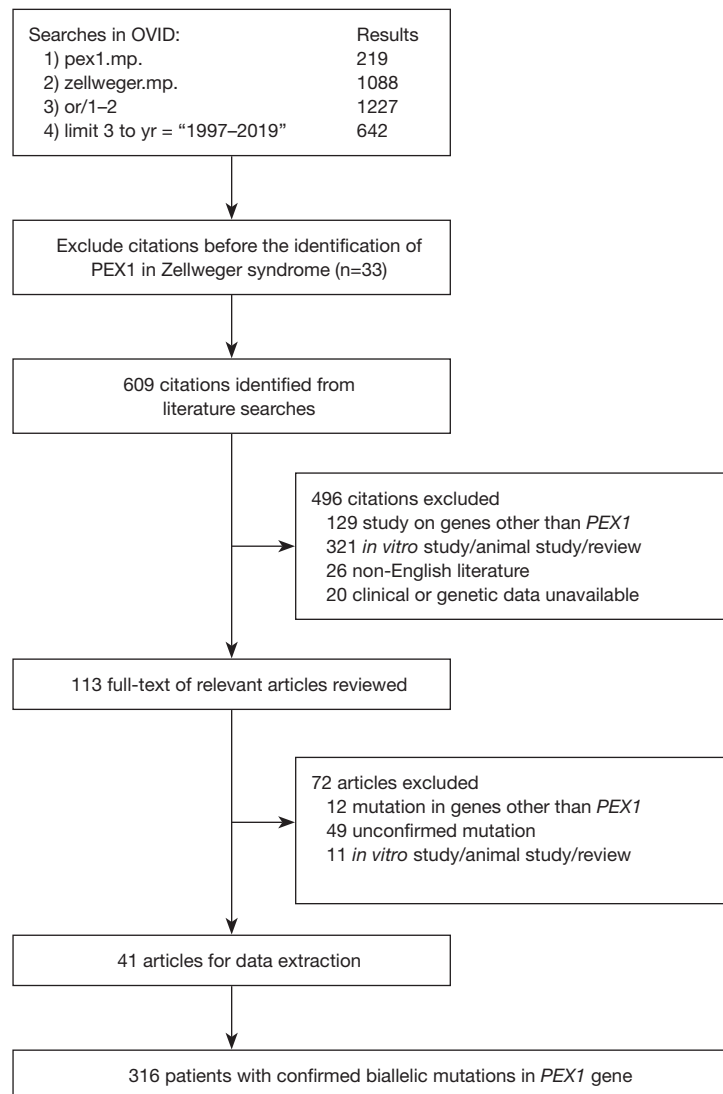 Searches in OVID: Results
1) pex1.mp. 219
2) zellweger.mp. 1088
3) or/1–2 1227
4) limit 3 to yr = “1997–2019” 642
Exclude citations before the identification of
PEX1 in Zellweger syndrome (n=33)
609 citations identified from
literature searches
496 citations excluded
129 study on genes other than PEX1
321 in vitro study/animal study/review
26 non-English literature
20 clinical or genetic data unavailable
113 full-text of relevant articles reviewed
72 articles excluded
12 mutation in genes other than PEX1
49 unconfirmed mutation
11 in vitro study/animal study/review
41 articles for data extraction
316 patients with confirmed biallelic mutations in PEX1 gene